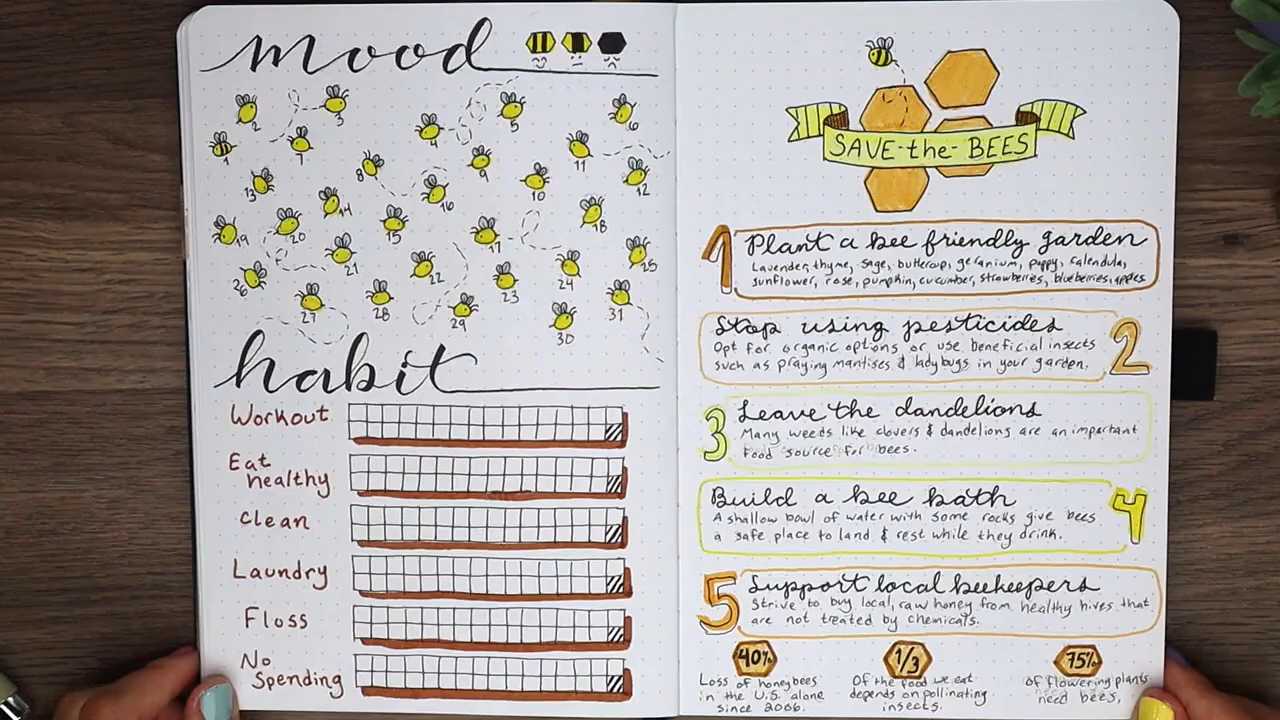 mood
2
3
5
6
4
1
7
11
8
9
12
10
13
16
14
18
15
19
20
17
25
21
22
24
26
23
27
28
29
31
30
habit
Workout
Eat
healthy
Clean
Laundry
Floss
No
Spending
SAVE-the-BEES
1 Plant a bee friendly garden
Lavender, thyme, sage, buttercup, geranium, poppy, calendula,
sunflower, rose, pumpkin, cucumber, strawberries, blueberries, apples
Stop using pesticides
2
Opt for organic options or use beneficial insects
such as praying mantises & ladybugs in your garden.
3 Leave the dandelions
Many weeds like clovers & dandelions are an important
food source for bees.
Build a bee bath
4
A shallow bowl of water with some rocks give bees
a safe place to land & rest while they drink.
5 Support local beekeepers
Strive to buy local, raw honey from healthy hives that
are not treated by chemicals.
40%
Loss of honeybees
in the U.S. alone
since 2006.
1/3
Of the food we eat
depends on pollinating
insects.
75%
of flowering plants
need bees.